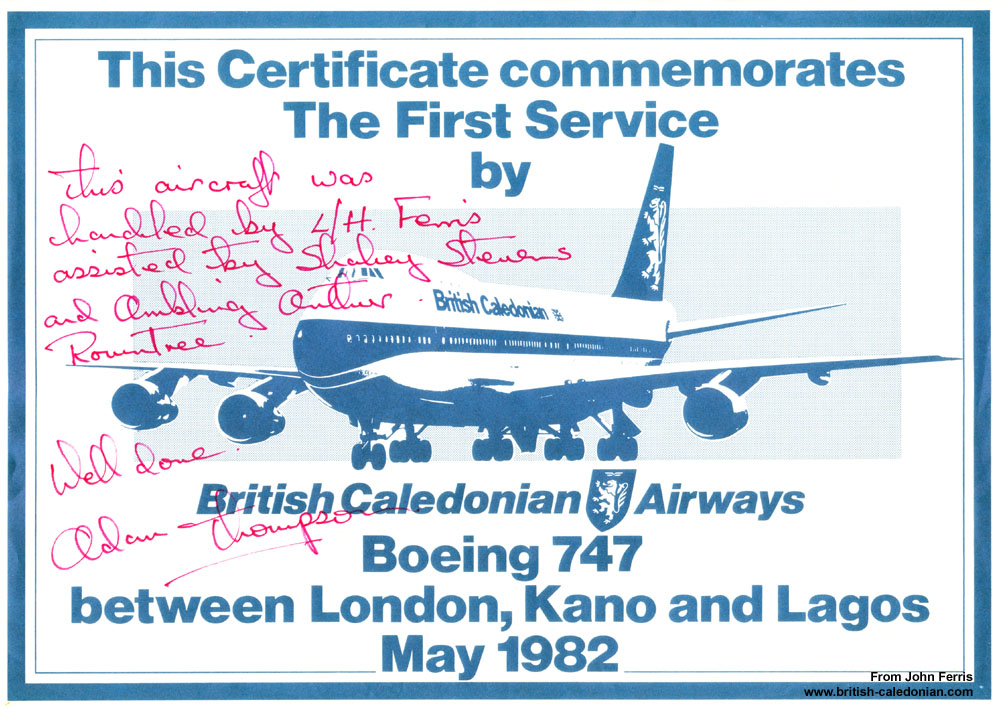 This Certificate commemorates
The First Service
by
This aircraft was
handled by L/H. Ferris
assisted by Shakey Stevens
and Ambling Arthur
Rowntree.
British Caledonian
Well done.
Adam Thompson.
British Caledonian Airways
Boeing 747
between London, Kano and Lagos
May 1982
From John Ferris
www.british-caledonian.com